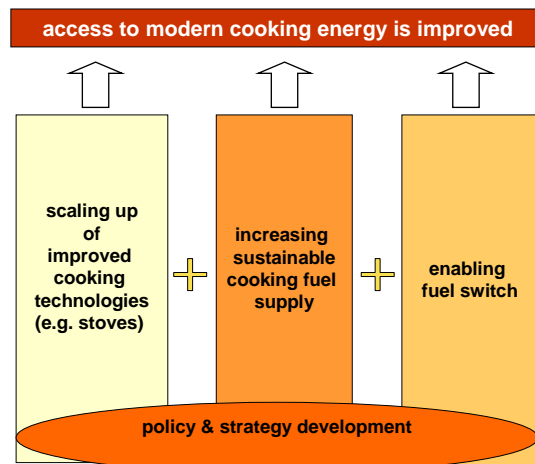 access to modern cooking energy is improved
scaling up
of
improved
cooking
technologies
(e.g. stoves)
increasing
sustainable
cooking fuel
supply
enabling
fuel switch
policy & strategy development